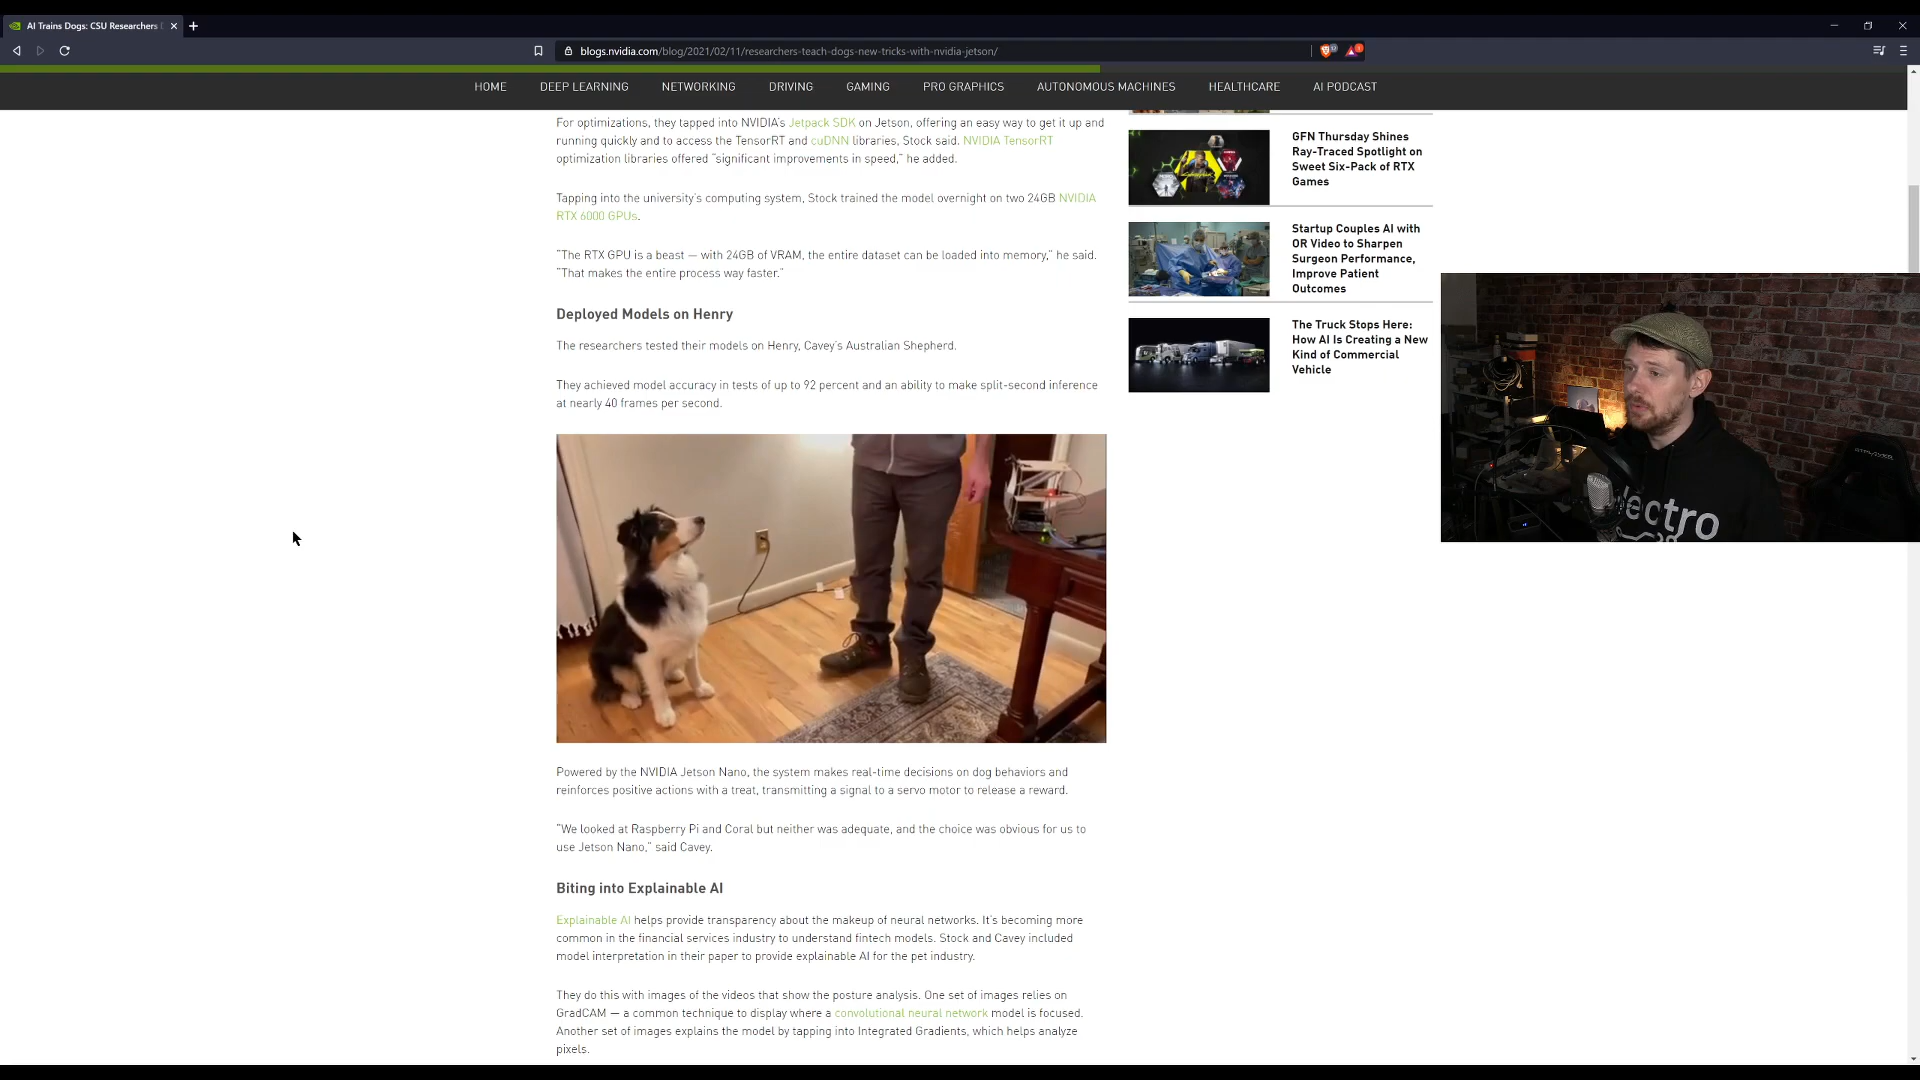 AI Trains Dogs: CSU Researchers
blogs.nvidia.com/blog/2021/02/11/researchers-teach-dogs-new-tricks-with-nvidia-jetson/
HOME DEEP LEARNING NETWORKING DRIVING GAMING PRO GRAPHICS AUTONOMOUS MACHINES HEALTHCARE AI PODCAST
For optimizations, they tapped into NVIDIA's Jetpack SDK on Jetson, offering an easy way to get it up and
running quickly and to access the TensorRT and cuDNN libraries, Stock said. NVIDIA TensorRT
optimization libraries offered “significant improvements in speed,” he added.
Tapping into the university's computing system, Stock trained the model overnight on two 24GB NVIDIA
RTX 6000 GPUs.
“The RTX GPU is a beast — with 24GB of VRAM, the entire dataset can be loaded into memory,” he said.
“That makes the entire process way faster.”
Deployed Models on Henry
The researchers tested their models on Henry, Cavey's Australian Shepherd.
They achieved model accuracy in tests of up to 92 percent and an ability to make split-second inference
at nearly 40 frames per second.
Powered by the NVIDIA Jetson Nano, the system makes real-time decisions on dog behaviors and
reinforces positive actions with a treat, transmitting a signal to a servo motor to release a reward.
“We looked at Raspberry Pi and Coral but neither was adequate, and the choice was obvious for us to
use Jetson Nano,” said Cavey.
Biting into Explainable AI
Explainable AI helps provide transparency about the makeup of neural networks. It's becoming more
common in the financial services industry to understand fintech models. Stock and Cavey included
model interpretation in their paper to provide explainable AI for the pet industry.
They do this with images of the videos that show the posture analysis. One set of images relies on
GradCAM — a common technique to display where a convolutional neural network model is focused.
Another set of images explains the model by tapping into Integrated Gradients, which helps analyze
pixels.
GFN Thursday Shines
Ray-Traced Spotlight on
Sweet Six-Pack of RTX
Games
Startup Couples AI with
OR Video to Sharpen
Surgeon Performance,
Improve Patient
Outcomes
The Truck Stops Here:
How AI Is Creating a New
Kind of Commercial
Vehicle
GTPLAYER
lectro